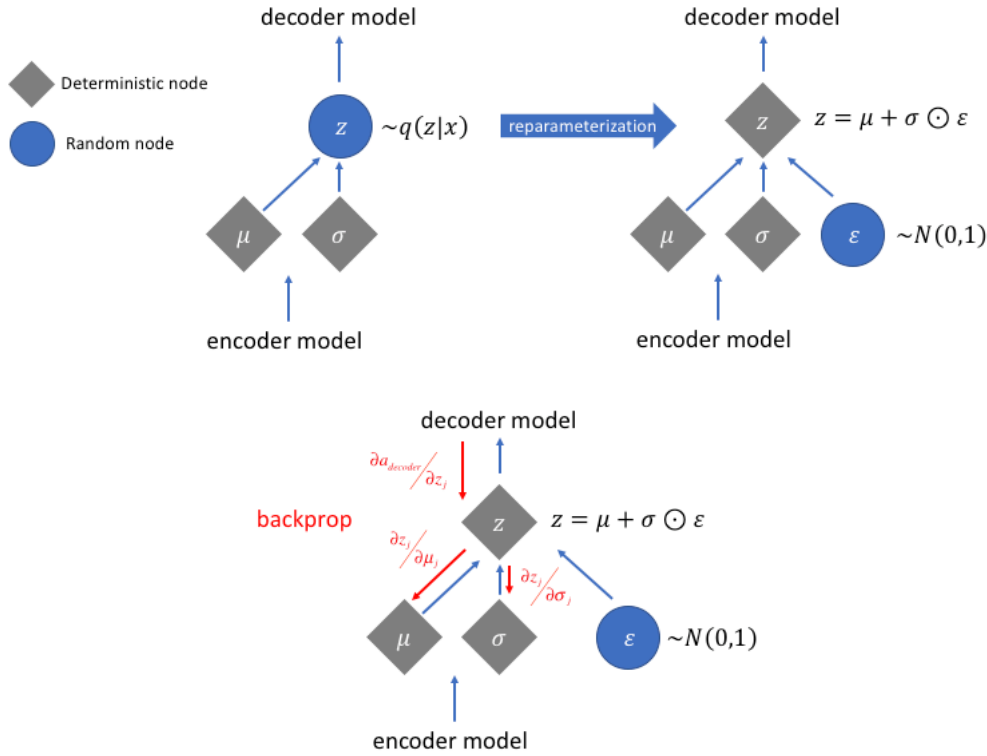 decoder model
decoder model
Deterministic node
Random node
z
~q(z|x)
reparameterization
z
z = μ + σ ⊙ ε
μ
σ
μ
σ
ε
~N(0,1)
encoder model
encoder model
decoder model
∂a_decoder/∂z_j
backprop
z
z = μ + σ ⊙ ε
∂z_j/∂μ_j
∂z_j/∂σ_j
μ
σ
ε
~N(0,1)
encoder model